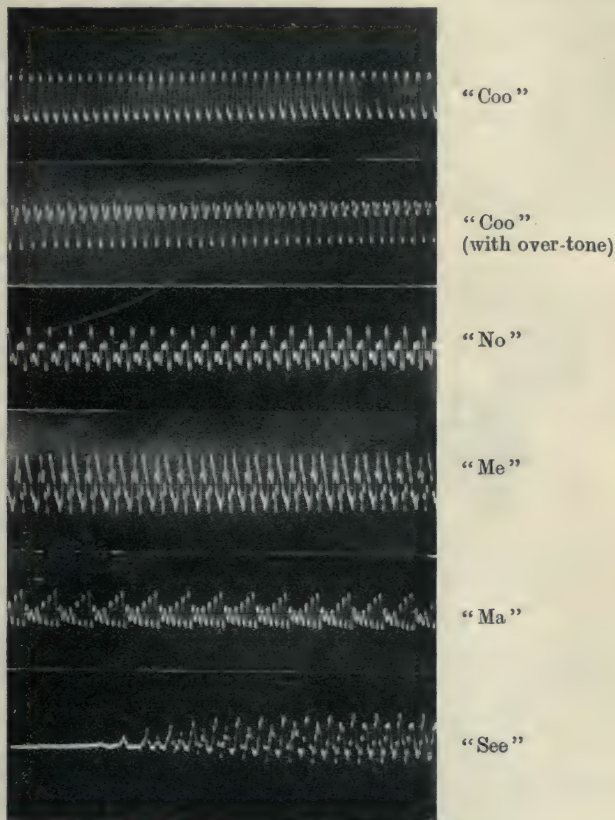 “Coo”
“Coo”
(with over-tone)
“No”
“Me”
“Ma”
“See”